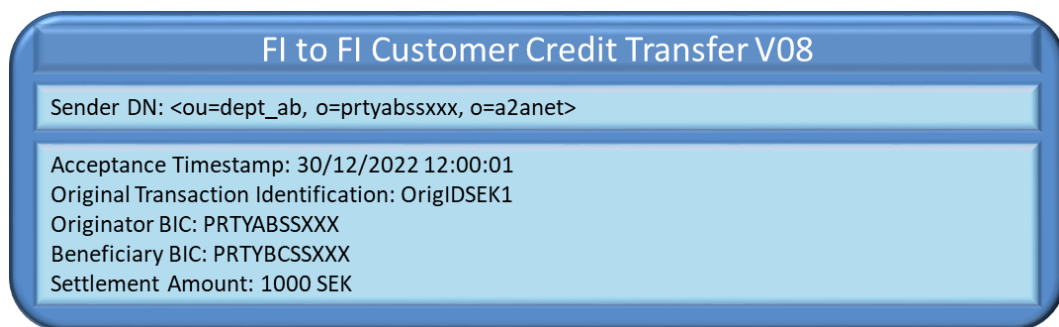 FI to FI Customer Credit Transfer V08
Sender DN: <ou=dept_ab, o=prtyabssxxx, o=a2anet>
Acceptance Timestamp: 30/12/2022 12:00:01
Original Transaction Identification: OrigIDSEK1
Originator BIC: PRTYABSSXXX
Beneficiary BIC: PRTYBCSSXXX
Settlement Amount: 1000 SEK